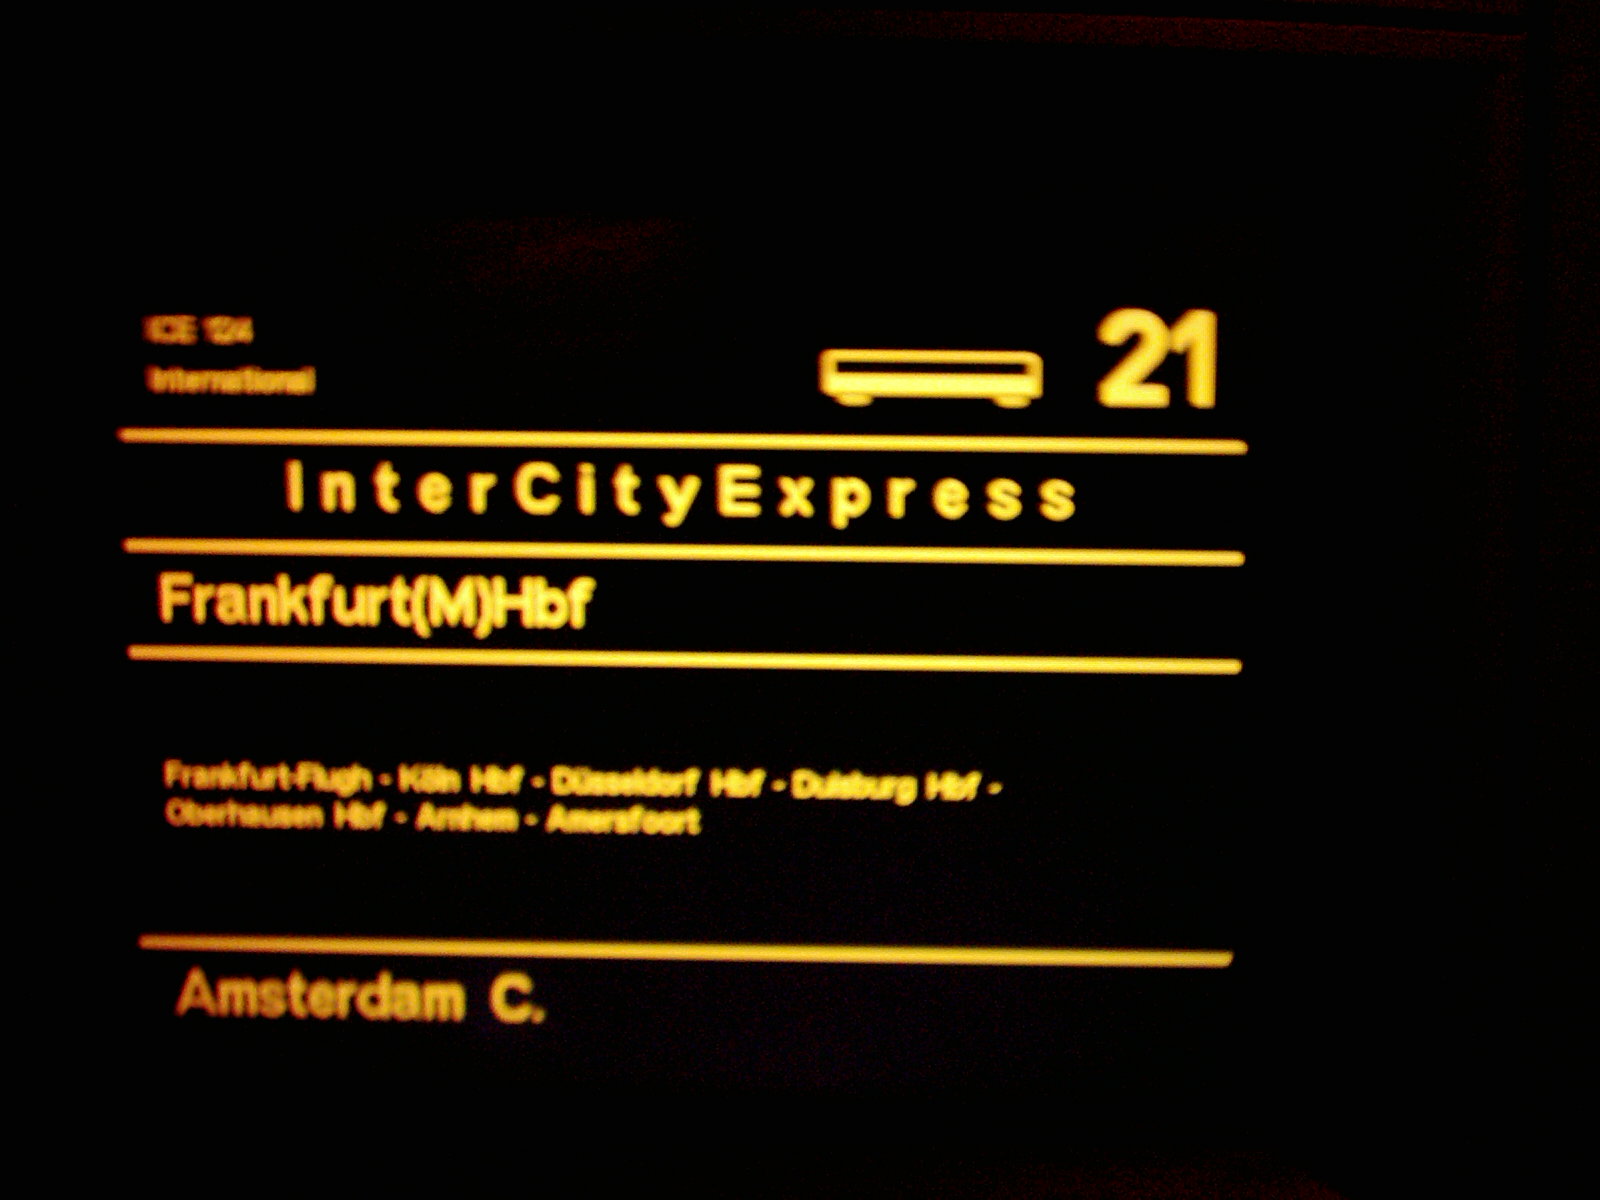 ICE 124
21
International
InterCityExpress
Frankfurt(M)Hbf
Frankfurt-Flugh - Köln Hbf - Düsseldorf Hbf - Duisburg Hbf -
Oberhausen Hbf - Arnhem - Amersfoort
Amsterdam C.